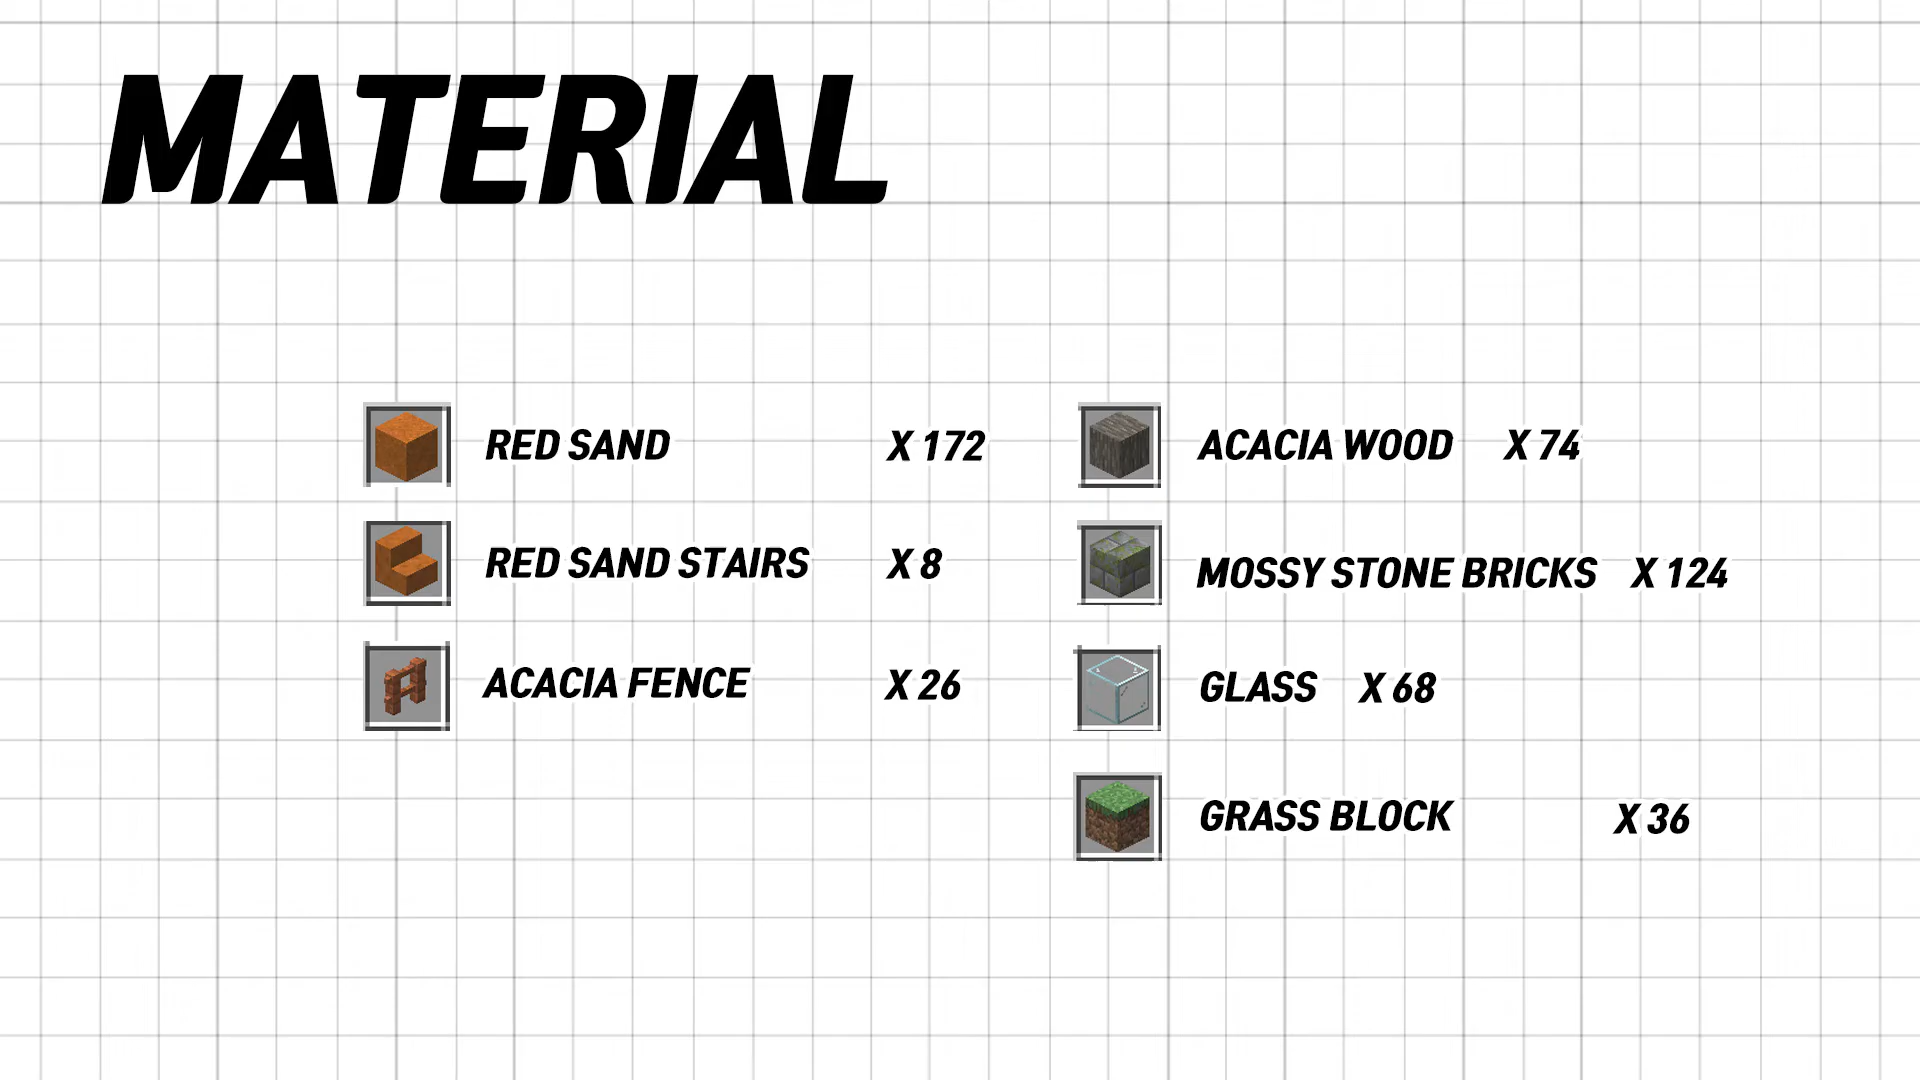 MATERIAL
RED SAND X 172
RED SAND STAIRS X 8
ACACIA FENCE X 26
ACACIA WOOD X 74
MOSSY STONE BRICKS X 124
GLASS X 68
GRASS BLOCK X 36